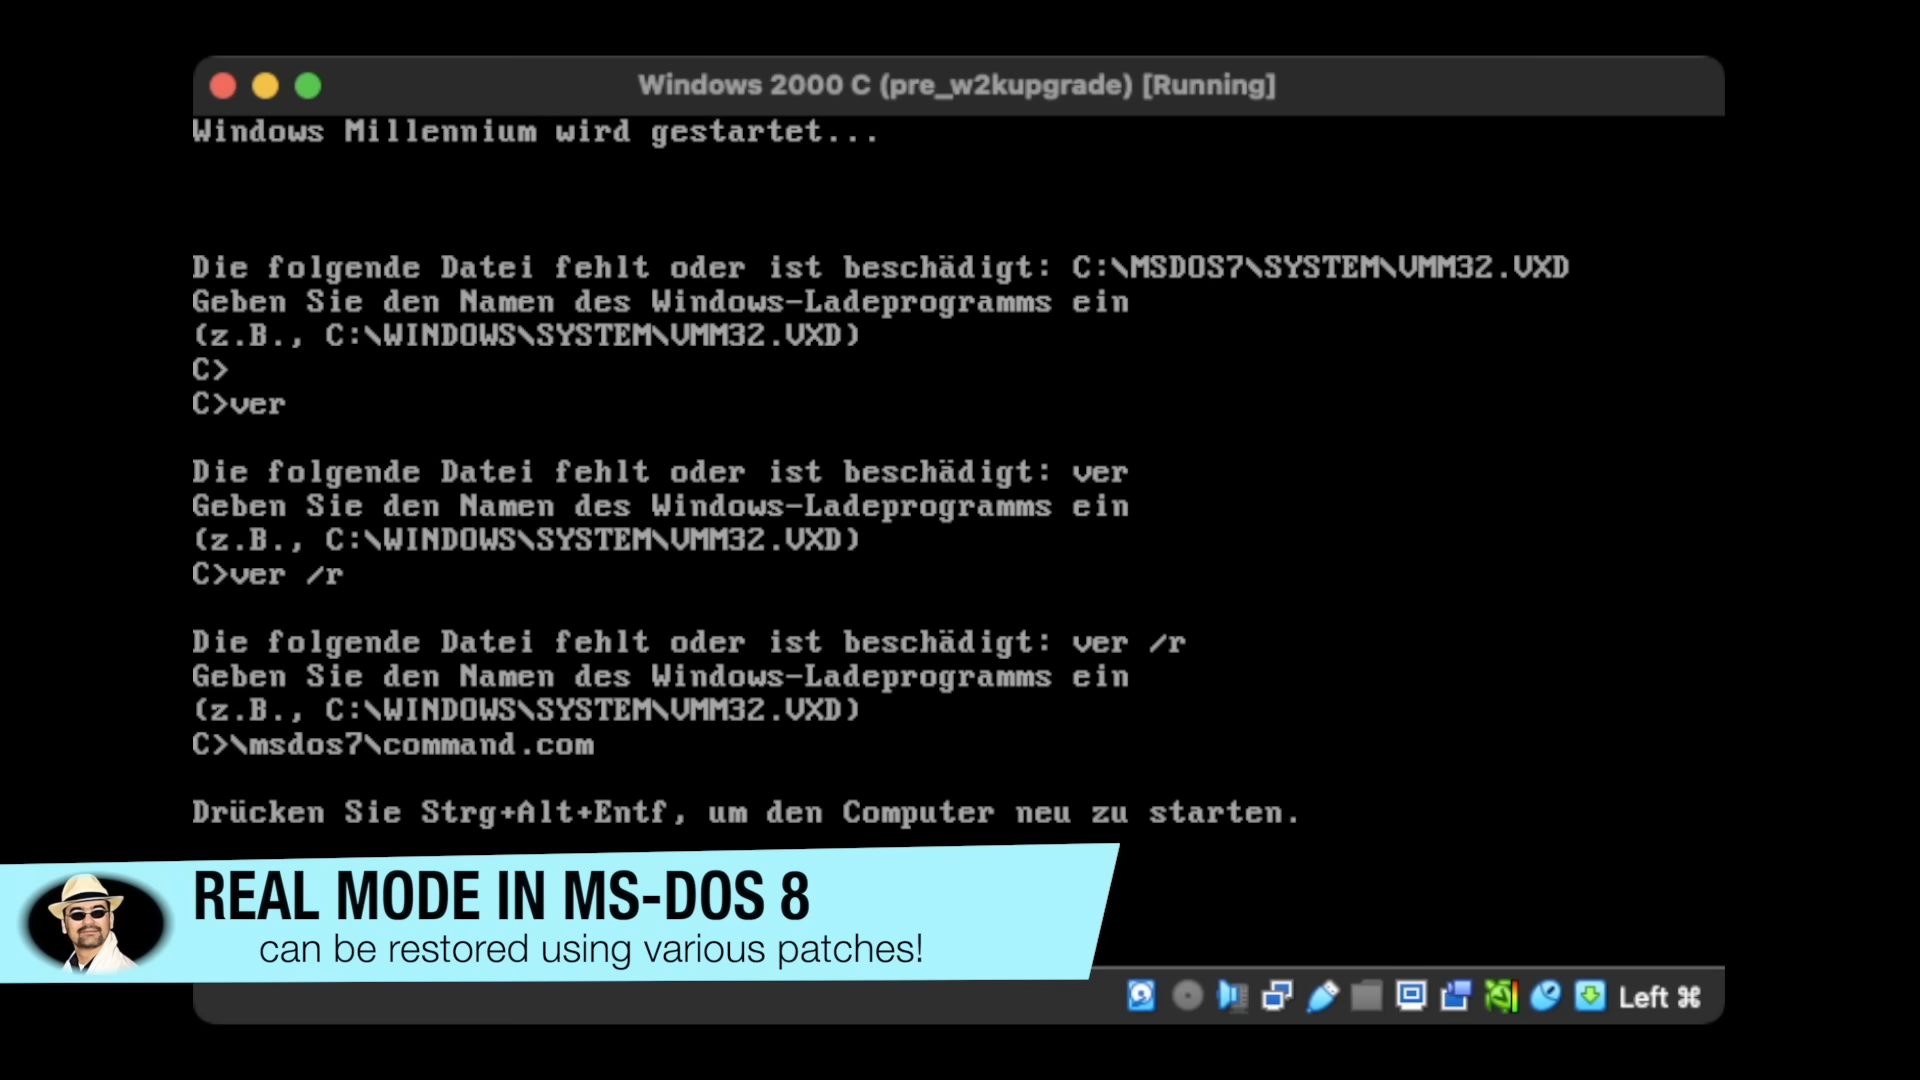 Windows 2000 C (pre_w2kupgrade) [Running]
Windows Millennium wird gestartet...
Die folgende Datei fehlt oder ist beschädigt: C:\MSDOS7\SYSTEM\VMM32.VXD
Geben Sie den Namen des Windows-Ladeprogramms ein
(z.B., C:\WINDOWS\SYSTEM\VMM32.VXD)
C>
C>ver
Die folgende Datei fehlt oder ist beschädigt: ver
Geben Sie den Namen des Windows-Ladeprogramms ein
(z.B., C:\WINDOWS\SYSTEM\VMM32.VXD)
C>ver /r
Die folgende Datei fehlt oder ist beschädigt: ver /r
Geben Sie den Namen des Windows-Ladeprogramms ein
(z.B., C:\WINDOWS\SYSTEM\VMM32.VXD)
C>\msdos7\command.com
Drücken Sie Strg+Alt+Entf, um den Computer neu zu starten.
REAL MODE IN MS-DOS 8
can be restored using various patches!
Left ⌘